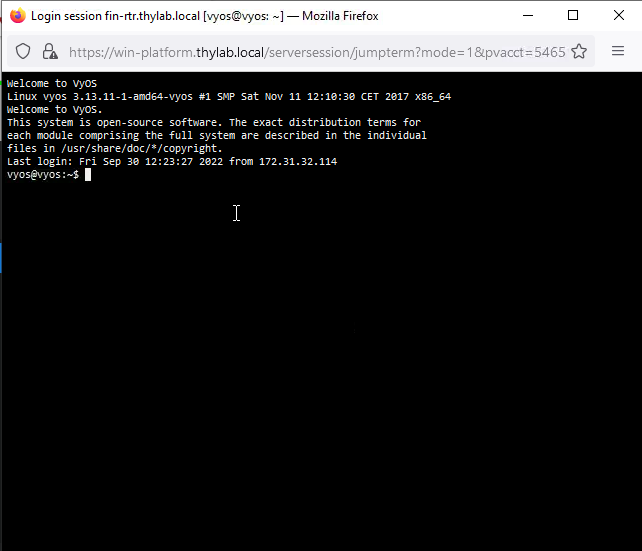 Login session fin-rtr.thylab.local [vyos@vyos: ~] — Mozilla Firefox
https://win-platform.thylab.local/serversession/jumpterm?mode=1&pvacct=5465
Welcome to VyOS
Linux vyos 3.13.11-1-amd64-vyos #1 SMP Sat Nov 11 12:10:30 CET 2017 x86_64
Welcome to VyOS.
This system is open-source software. The exact distribution terms for
each module comprising the full system are described in the individual
files in /usr/share/doc/*/copyright.
Last login: Fri Sep 30 12:23:27 2022 from 172.31.32.114
vyos@vyos:~$